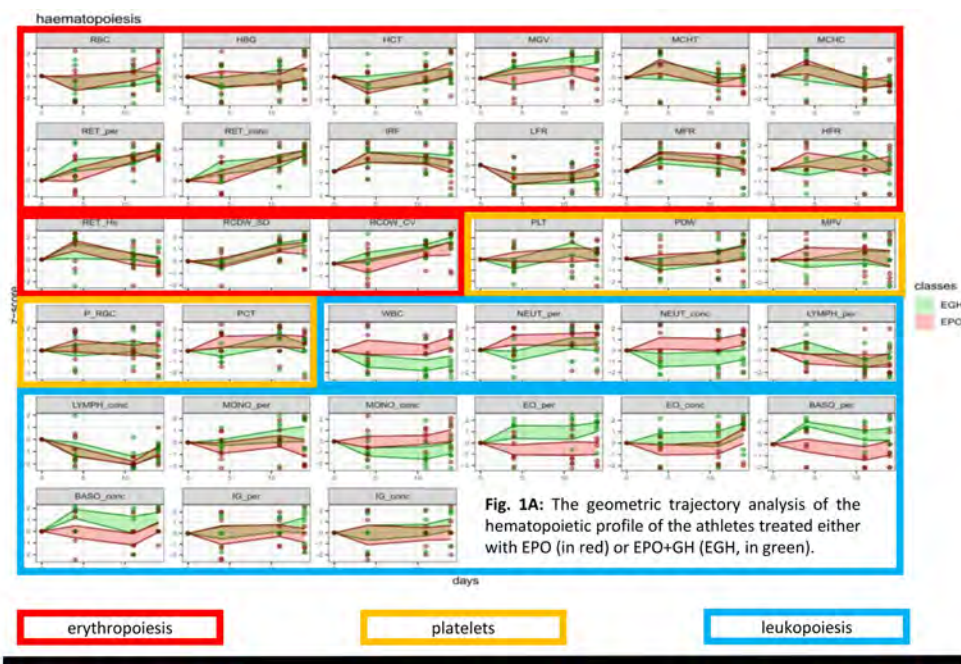 haematopoiesis
RBC HBG HCT MGV MCHT MCHC
RET_per RET_conc IRF LFR MFR HFR
RET_He RCDW_SD RCDW_CV PLT PDW MPV
P_RGC PCT WBC NEUT_per NEUT_conc LYMPH_per
LYMPH_conc MONO_per MONO_conc EO_per EO_conc BASO_per
BASO_conc IG_per IG_conc
z-score
classes
EGH
EPO
Fig. 1A: The geometric trajectory analysis of the
hematopoietic profile of the athletes treated either
with EPO (in red) or EPO+GH (EGH, in green).
days
erythropoiesis platelets leukopoiesis